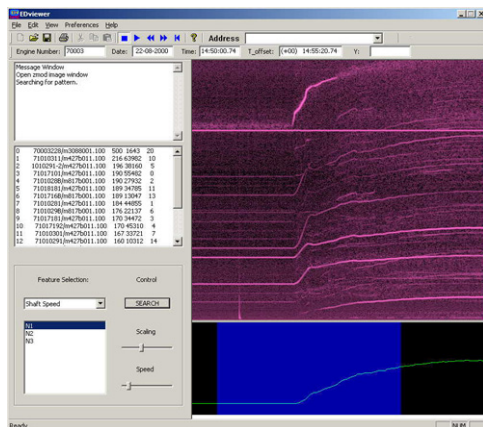 EDviewer
File Edit View Preferences Help
Address
Engine Number: 70003 Date: 22-08-2000 Time: 14:50:00.74 T_offset: (+00) 14:55:20.74 Y:
Message Window
Open zmod image window
Searching for pattern.
0 70003228/m3088001.100 500 1643 20
1 71010311/m427b011.100 216 63982 10
2 1010291-2/m427b001.100 196 38160 5
3 71017101/m427b011.100 190 55482 0
4 7101028B/m817b001.100 190 27932 2
5 71018181/m427b011.100 189 34785 11
6 7101716B/m817b001.100 189 13047 13
7 71010281/m427b011.100 184 44855 1
8 7101029B/m817b001.100 176 22137 6
9 71017181/m427b011.100 170 34472 3
10 71017192/m427b011.100 170 45310 4
11 71010301/m427b011.100 167 33721 7
12 71010291/m427b011.100 160 10312 14
Feature Selection: Control
Shaft Speed SEARCH
N1
N2
N3
Scaling
Speed
Ready NUM